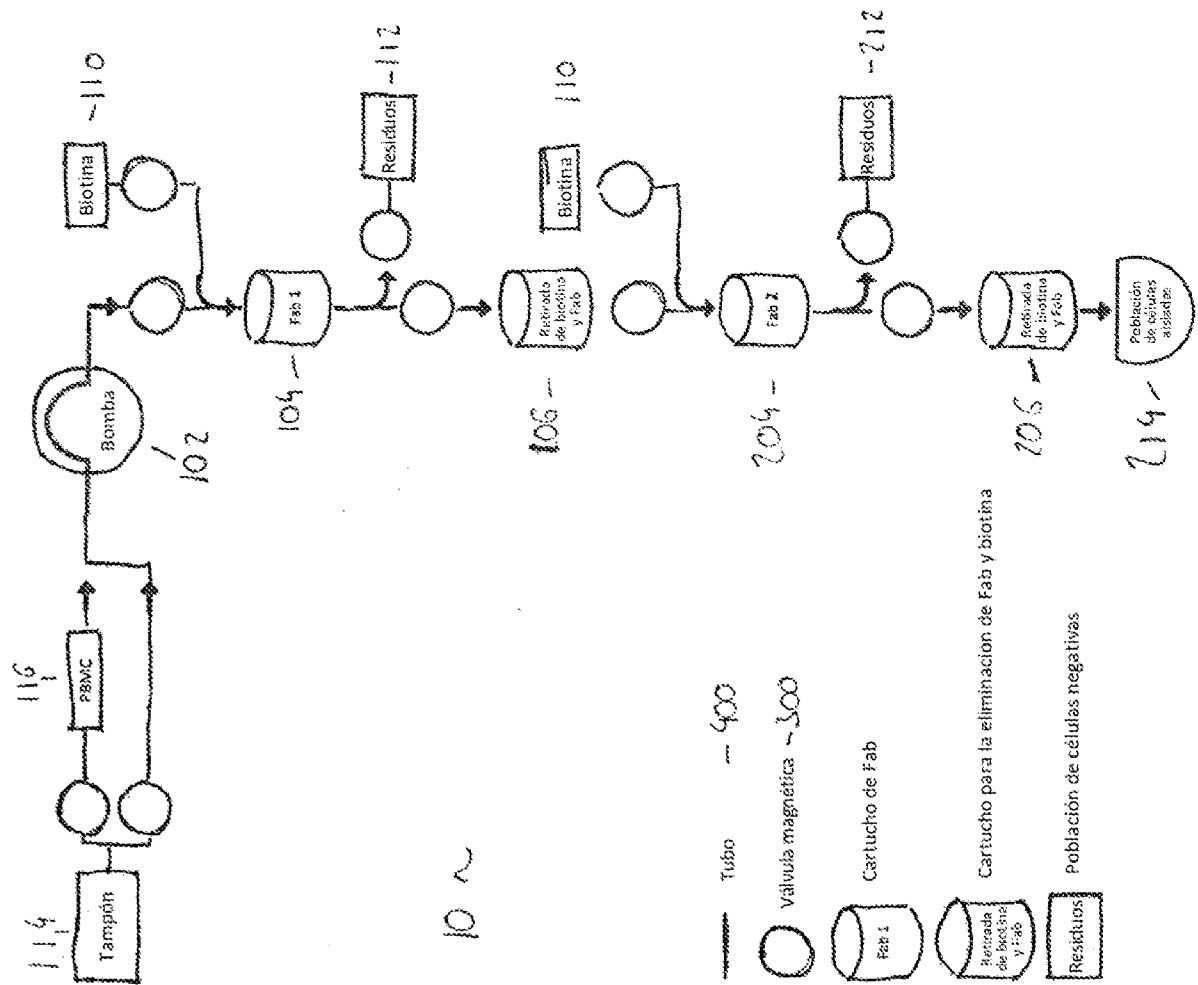 114
Tampón
116
PBMC
Bomba
102
Biotina
~110
104 -
Fab 1
Residuos
-112
106 -
Retirado
de biotina
y Fab
Biotina
110
204 -
Fab 2
Residuos
-212
206 -
Retirada
de biotina
y Fab
214 -
Población
de células
aisladas
10 ~
Tubo -400
Válvula magnética ~300
Fab 1
Cartucho de Fab
Retirada
de biotina
y Fab
Cartucho para la eliminacion de Fab y biotina
Residuos
Población de células negativas